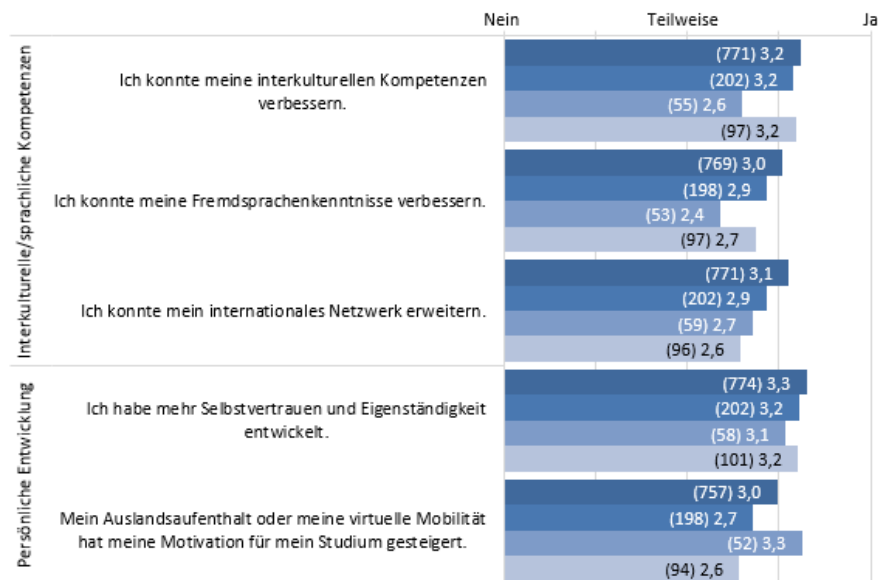 Nein Teilweise Ja
Interkulturelle/sprachliche Kompetenzen
Ich konnte meine interkulturellen Kompetenzen
verbessern.
(771) 3,2
(202) 3,2
(55) 2,6
(97) 3,2
Ich konnte meine Fremdsprachenkenntnisse verbessern.
(769) 3,0
(198) 2,9
(53) 2,4
(97) 2,7
Ich konnte mein internationales Netzwerk erweitern.
(771) 3,1
(202) 2,9
(59) 2,7
(96) 2,6
Persönliche Entwicklung
Ich habe mehr Selbstvertrauen und Eigenständigkeit
entwickelt.
(774) 3,3
(202) 3,2
(58) 3,1
(101) 3,2
Mein Auslandsaufenthalt oder meine virtuelle Mobilität
hat meine Motivation für mein Studium gesteigert.
(757) 3,0
(198) 2,7
(52) 3,3
(94) 2,6